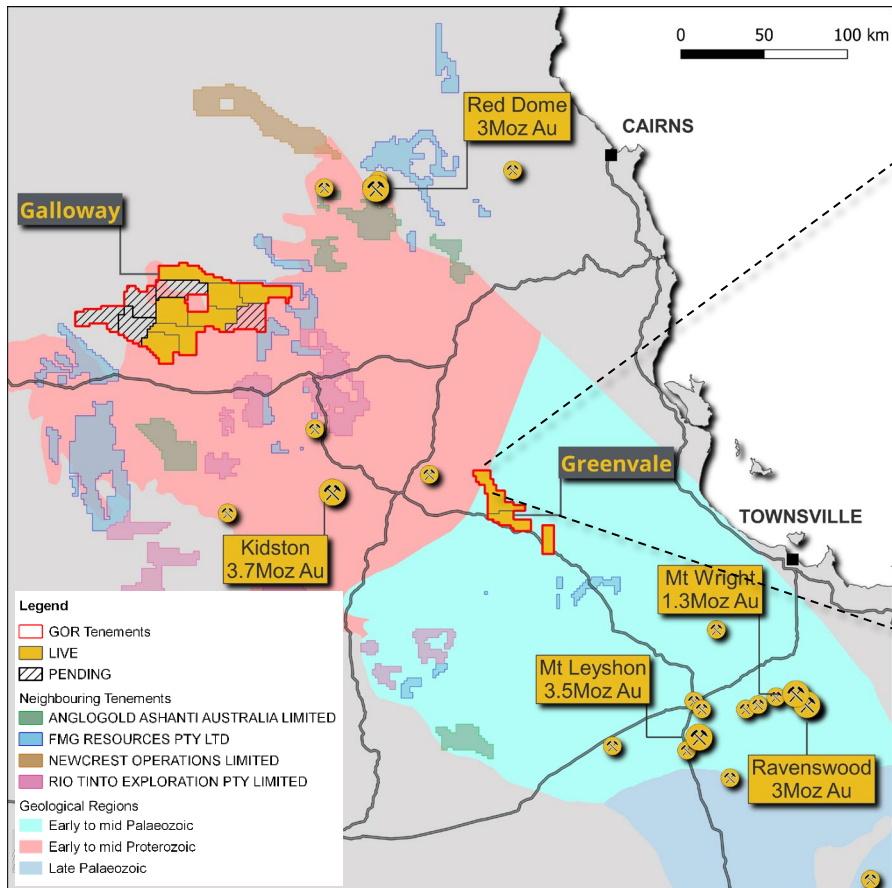 0 50 100 km
Red Dome
3Moz Au
CAIRNS
Galloway
Greenvale
TOWNSVILLE
Kidston
3.7Moz Au
Mt Wright
1.3Moz Au
Mt Leyshon
3.5Moz Au
Ravenswood
3Moz Au
Legend
GOR Tenements
LIVE
PENDING
Neighbouring Tenements
ANGLOGOLD ASHANTI AUSTRALIA LIMITED
FMG RESOURCES PTY LTD
NEWCREST OPERATIONS LIMITED
RIO TINTO EXPLORATION PTY LIMITED
Geological Regions
Early to mid Palaeozoic
Early to mid Proterozoic
Late Palaeozoic